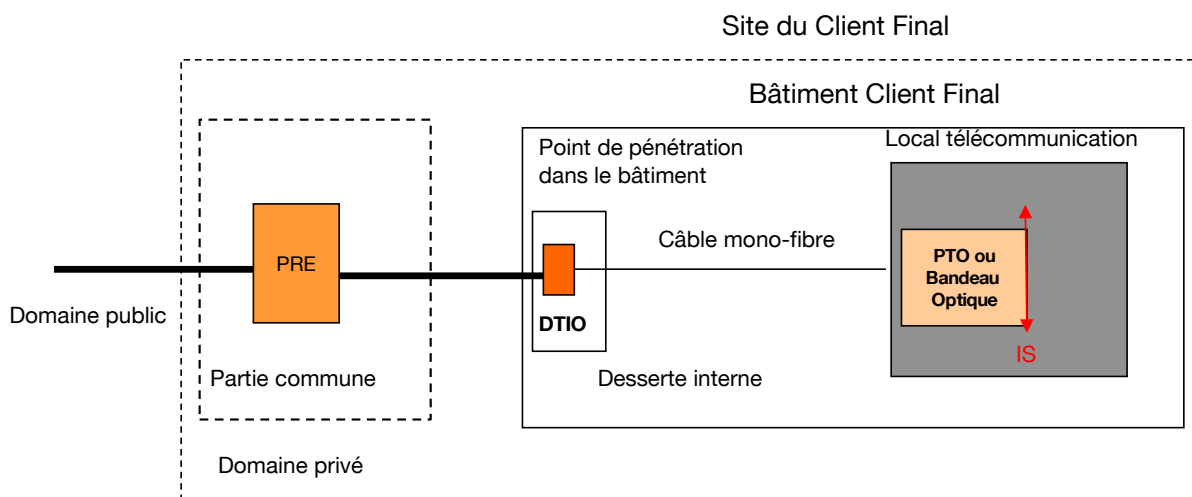 Site du Client Final
Bâtiment Client Final
Point de pénétration
dans le bâtiment
Local télécommunication
Câble mono-fibre
PRE
PTO ou
Bandeau
Optique
Domaine public
DTIO
IS
Partie commune
Desserte interne
Domaine privé